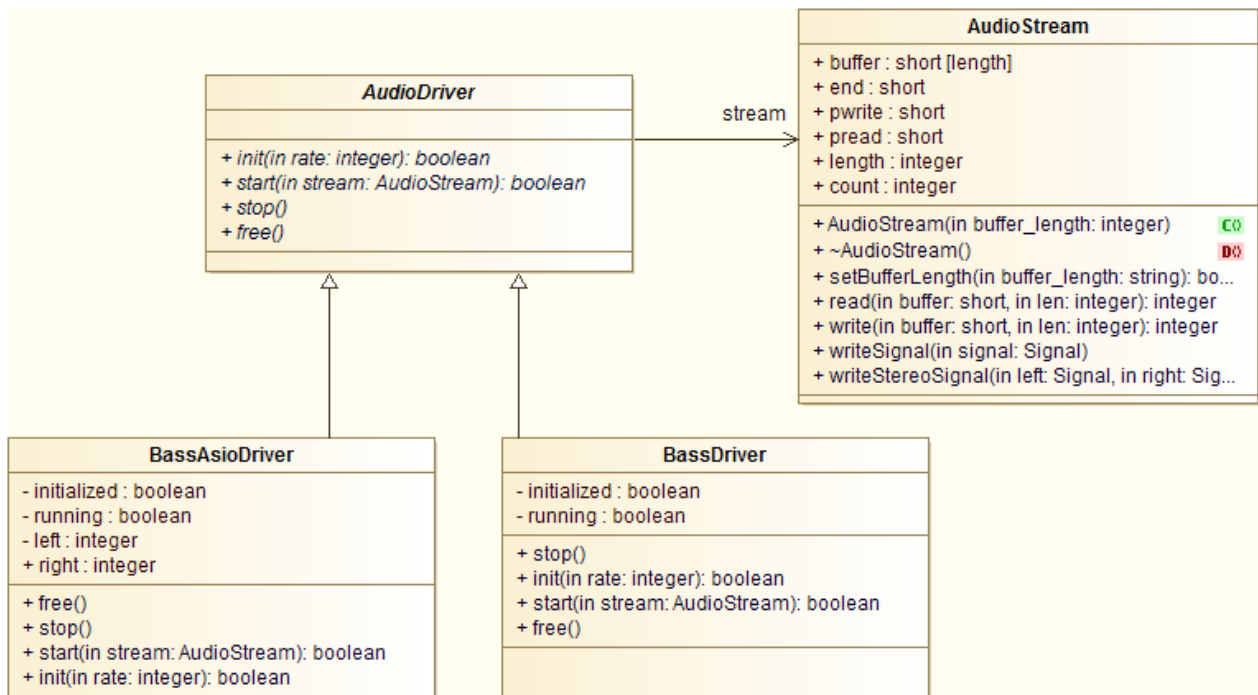 AudioStream
+ buffer : short [length]
+ end : short
+ pwrite : short
+ pread : short
+ length : integer
+ count : integer
+ AudioStream(in buffer_length: integer) C()
+ ~AudioStream() D()
+ setBufferLength(in buffer_length: string): bo...
+ read(in buffer: short, in len: integer): integer
+ write(in buffer: short, in len: integer): integer
+ writeSignal(in signal: Signal)
+ writeStereoSignal(in left: Signal, in right: Sig...
AudioDriver
+ init(in rate: integer): boolean
+ start(in stream: AudioStream): boolean
+ stop()
+ free()
stream
BassAsioDriver
- initialized : boolean
- running : boolean
- left : integer
+ right : integer
+ free()
+ stop()
+ start(in stream: AudioStream): boolean
+ init(in rate: integer): boolean
BassDriver
- initialized : boolean
- running : boolean
+ stop()
+ init(in rate: integer): boolean
+ start(in stream: AudioStream): boolean
+ free()